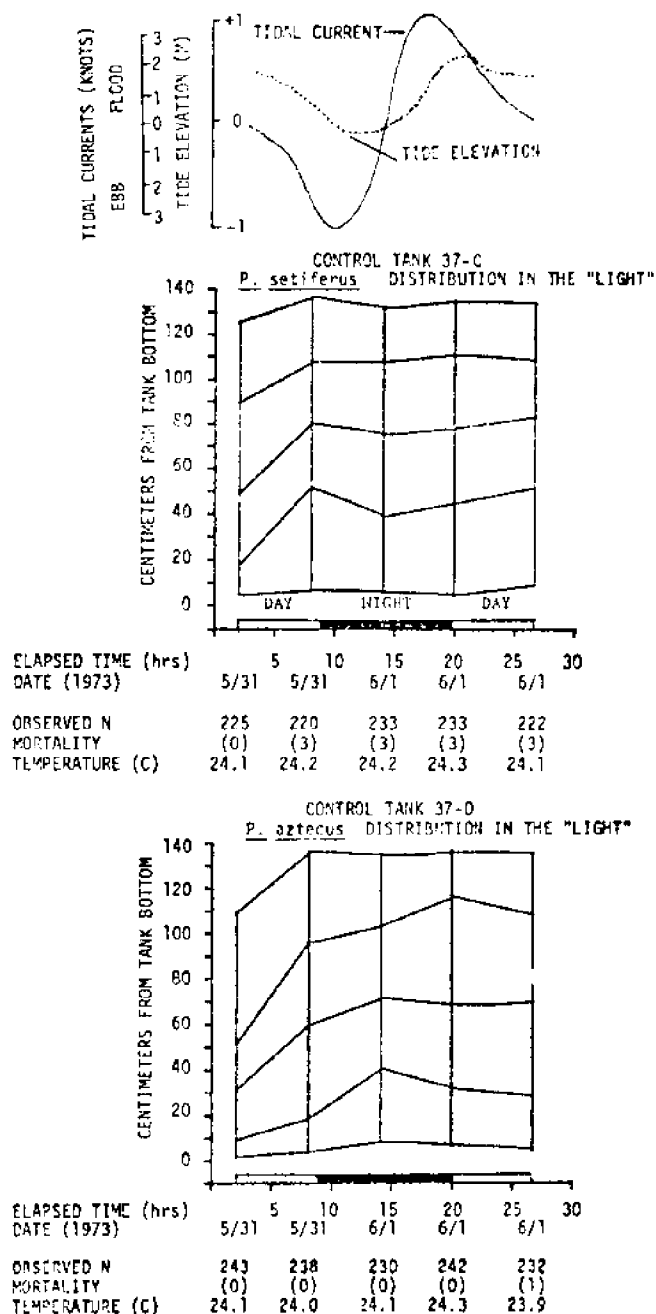 TIDAL CURRENTS (KNOTS)
EBB FLOOD
3
2
1
0
1
2
3
TIDE ELEVATION (M)
+1
0
-1
TIDAL CURRENT
TIDE ELEVATION
CONTROL TANK 37-C
P. setiferus DISTRIBUTION IN THE "LIGHT"
CENTIMETERS FROM TANK BOTTOM
140
120
100
80
60
40
20
0
DAY NIGHT DAY
ELAPSED TIME (hrs) 5 10 15 20 25 30
DATE (1973) 5/31 5/31 6/1 6/1 6/1
OBSERVED N 225 220 233 233 222
MORTALITY (0) (3) (3) (3) (3)
TEMPERATURE (C) 24.1 24.2 24.2 24.3 24.1
CONTROL TANK 37-D
P. aztecus DISTRIBUTION IN THE "LIGHT"
CENTIMETERS FROM TANK BOTTOM
140
120
100
80
60
40
20
0
ELAPSED TIME (hrs) 5 10 15 20 25 30
DATE (1973) 5/31 5/31 6/1 6/1 6/1
OBSERVED N 243 238 230 242 232
MORTALITY (0) (0) (0) (0) (1)
TEMPERATURE (C) 24.1 24.0 24.1 24.3 23.9